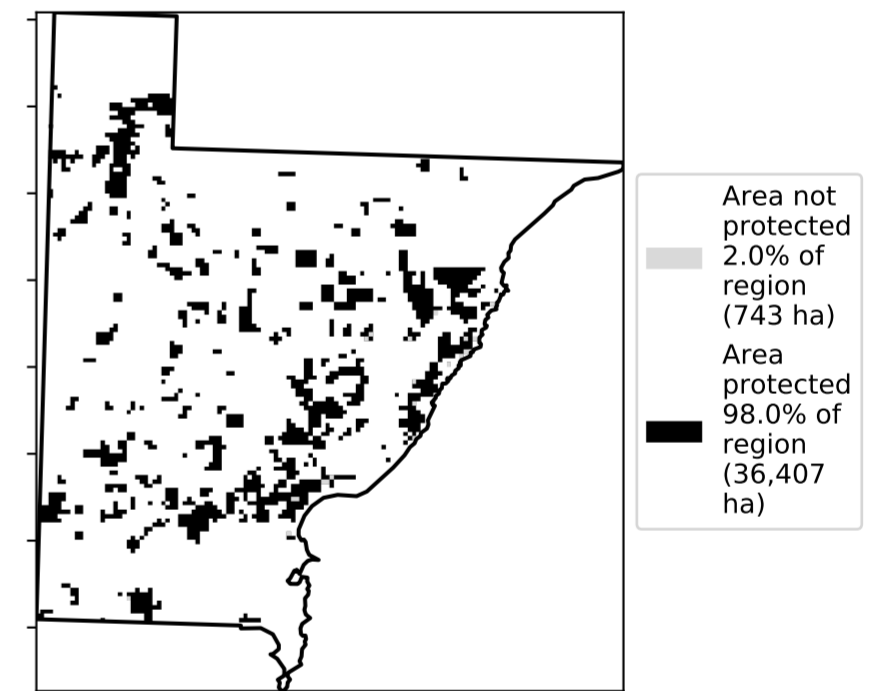 Area not
protected
2.0% of
region
(743 ha)
Area
protected
98.0% of
region
(36,407
ha)